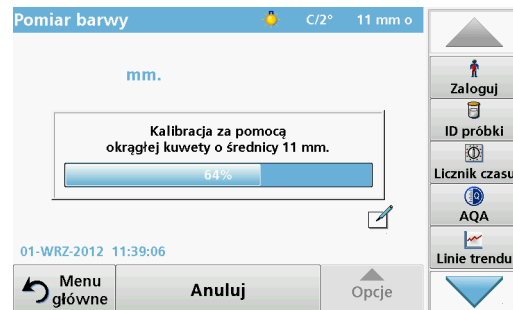 Pomiar barwy C/2° 11 mm o
mm.
Kalibracja za pomocą
okrągłej kuwety o średnicy 11 mm.
64%
01-WRZ-2012 11:39:06
Menu
główne
Anuluj
Opcje
Zaloguj
ID próbki
Licznik czasu
AQA
Linie trendu